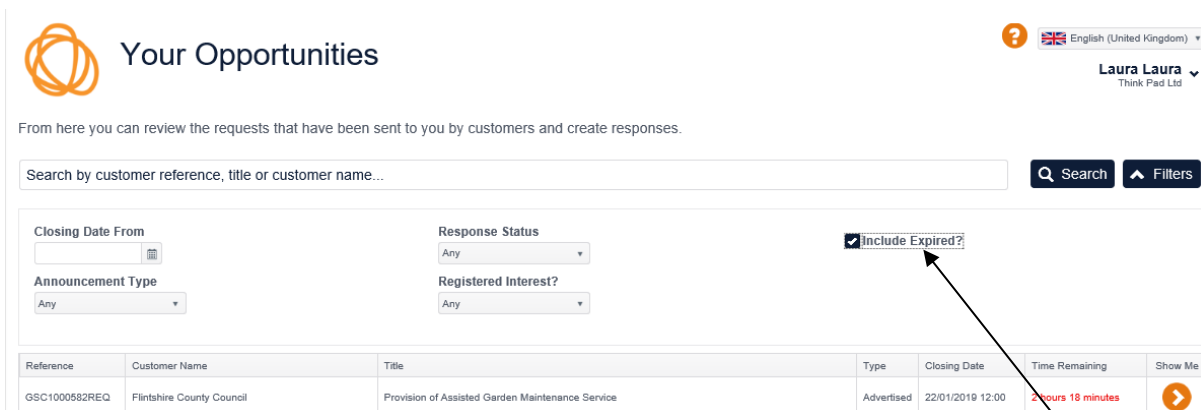 Your Opportunities
English (United Kingdom)
Laura Laura
Think Pad Ltd
From here you can review the requests that have been sent to you by customers and create responses.
Search by customer reference, title or customer name...
Search
Filters
Closing Date From
Response Status
Include Expired?
Any
Announcement Type
Registered Interest?
Any
Any
Reference Customer Name Title Type Closing Date Time Remaining Show Me
GSC1000582REQ Flintshire County Council Provision of Assisted Garden Maintenance Service Advertised 22/01/2019 12:00 2 hours 18 minutes